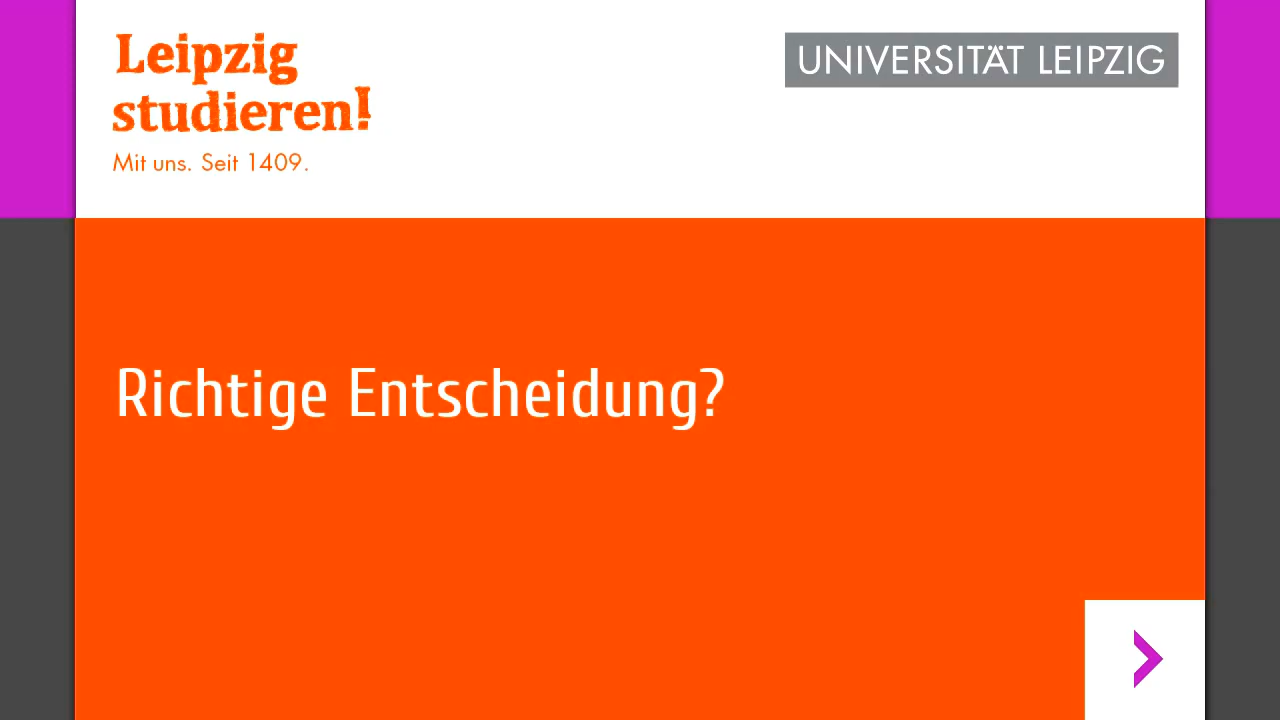 Leipzig
studieren!
Mit uns. Seit 1409.
UNIVERSITÄT LEIPZIG
Richtige Entscheidung?